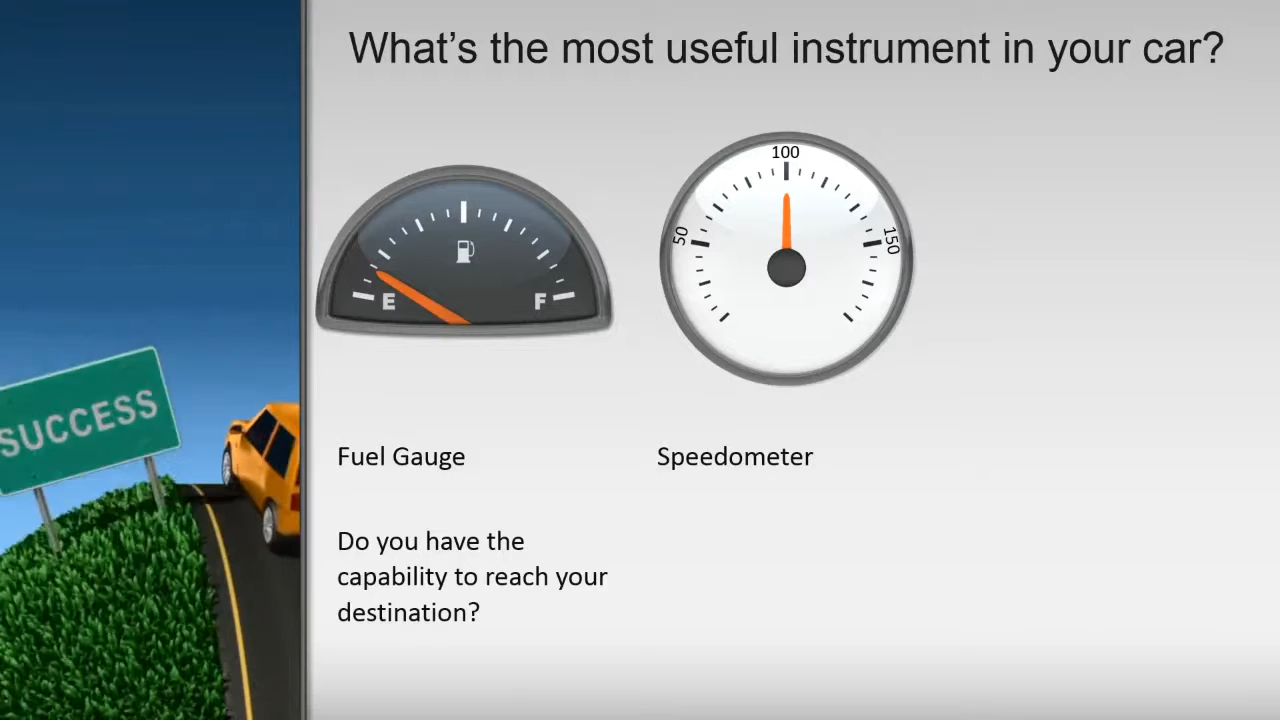 What's the most useful instrument in your car?
100
50
150
E
F
Fuel Gauge
Speedometer
SUCCESS
Do you have the
capability to reach your
destination?